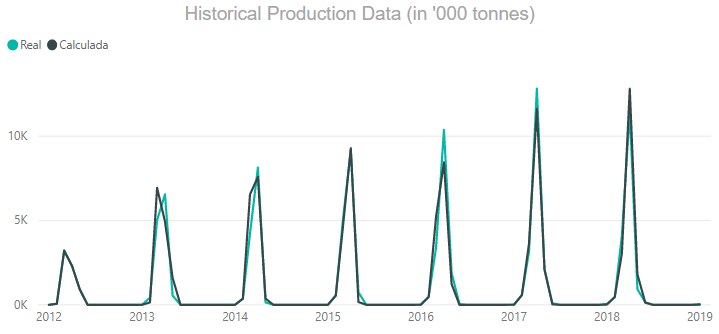 Historical Production Data (in '000 tonnes)
Real Calculada
10K
5K
0K
2012 2013 2014 2015 2016 2017 2018 2019